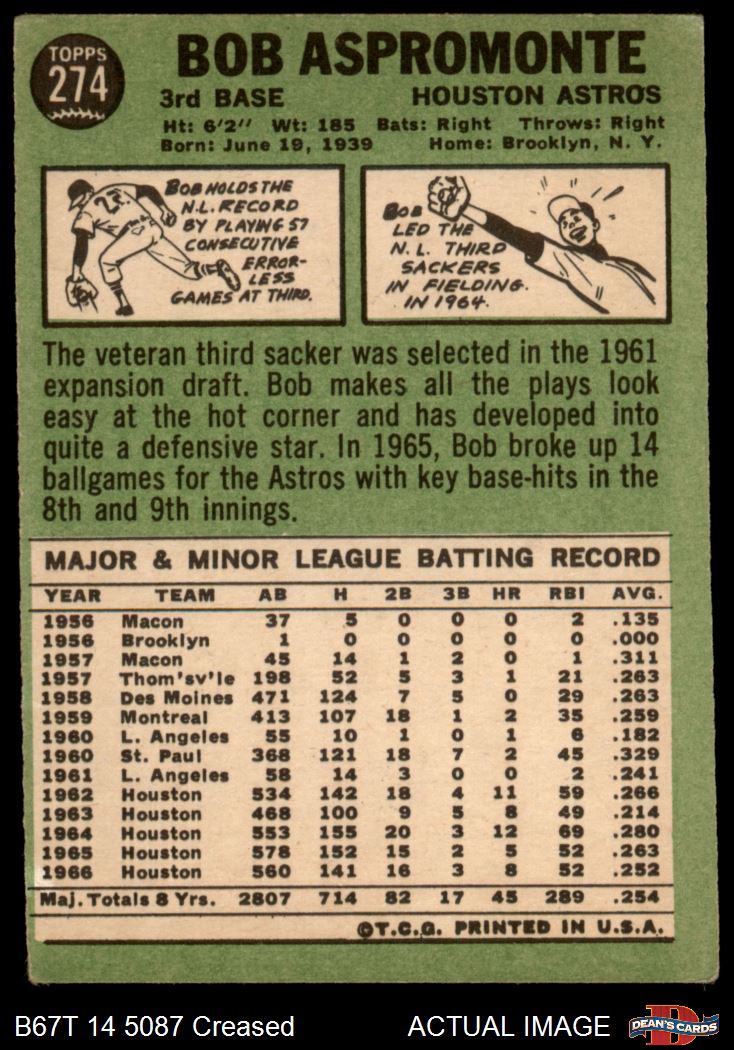 TOPPS
274
BOB ASPROMONTE
3rd BASE HOUSTON ASTROS
Ht: 6'2" Wt: 185 Bats: Right Throws: Right
Born: June 19, 1939 Home: Brooklyn, N. Y.
BOB HOLDS THE
N.L. RECORD
BY PLAYING 57
CONSECUTIVE
ERROR-
LESS
GAMES AT THIRD.
BOB
LED THE
N.L. THIRD
SACKERS
IN FIELDING
IN 1964.
The veteran third sacker was selected in the 1961
expansion draft. Bob makes all the plays look
easy at the hot corner and has developed into
quite a defensive star. In 1965, Bob broke up 14
ballgames for the Astros with key base-hits in the
8th and 9th innings.
MAJOR & MINOR LEAGUE BATTING RECORD
YEAR TEAM AB H 2B 3B HR RBI AVG.
1956 Macon 37 5 0 0 0 2 .135
1956 Brooklyn 1 0 0 0 0 0 .000
1957 Macon 45 14 1 2 0 1 .311
1957 Thom'sv'le 198 52 5 3 1 21 .263
1958 Des Moines 471 124 7 5 0 29 .263
1959 Montreal 413 107 18 1 2 35 .259
1960 L. Angeles 55 10 1 0 1 6 .182
1960 St. Paul 368 121 18 7 2 45 .329
1961 L. Angeles 58 14 3 0 0 2 .241
1962 Houston 534 142 18 4 11 59 .266
1963 Houston 468 100 9 5 8 49 .214
1964 Houston 553 155 20 3 12 69 .280
1965 Houston 578 152 15 2 5 52 .263
1966 Houston 560 141 16 3 8 52 .252
Maj. Totals 8 Yrs. 2807 714 82 17 45 289 .254
©T.C.G. PRINTED IN U.S.A.
B67T 14 5087 Creased ACTUAL IMAGE DEAN'S CARDS